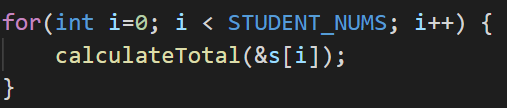 for(int i=0; i < STUDENT_NUMS; i++) {
    calculateTotal(&s[i]);
}